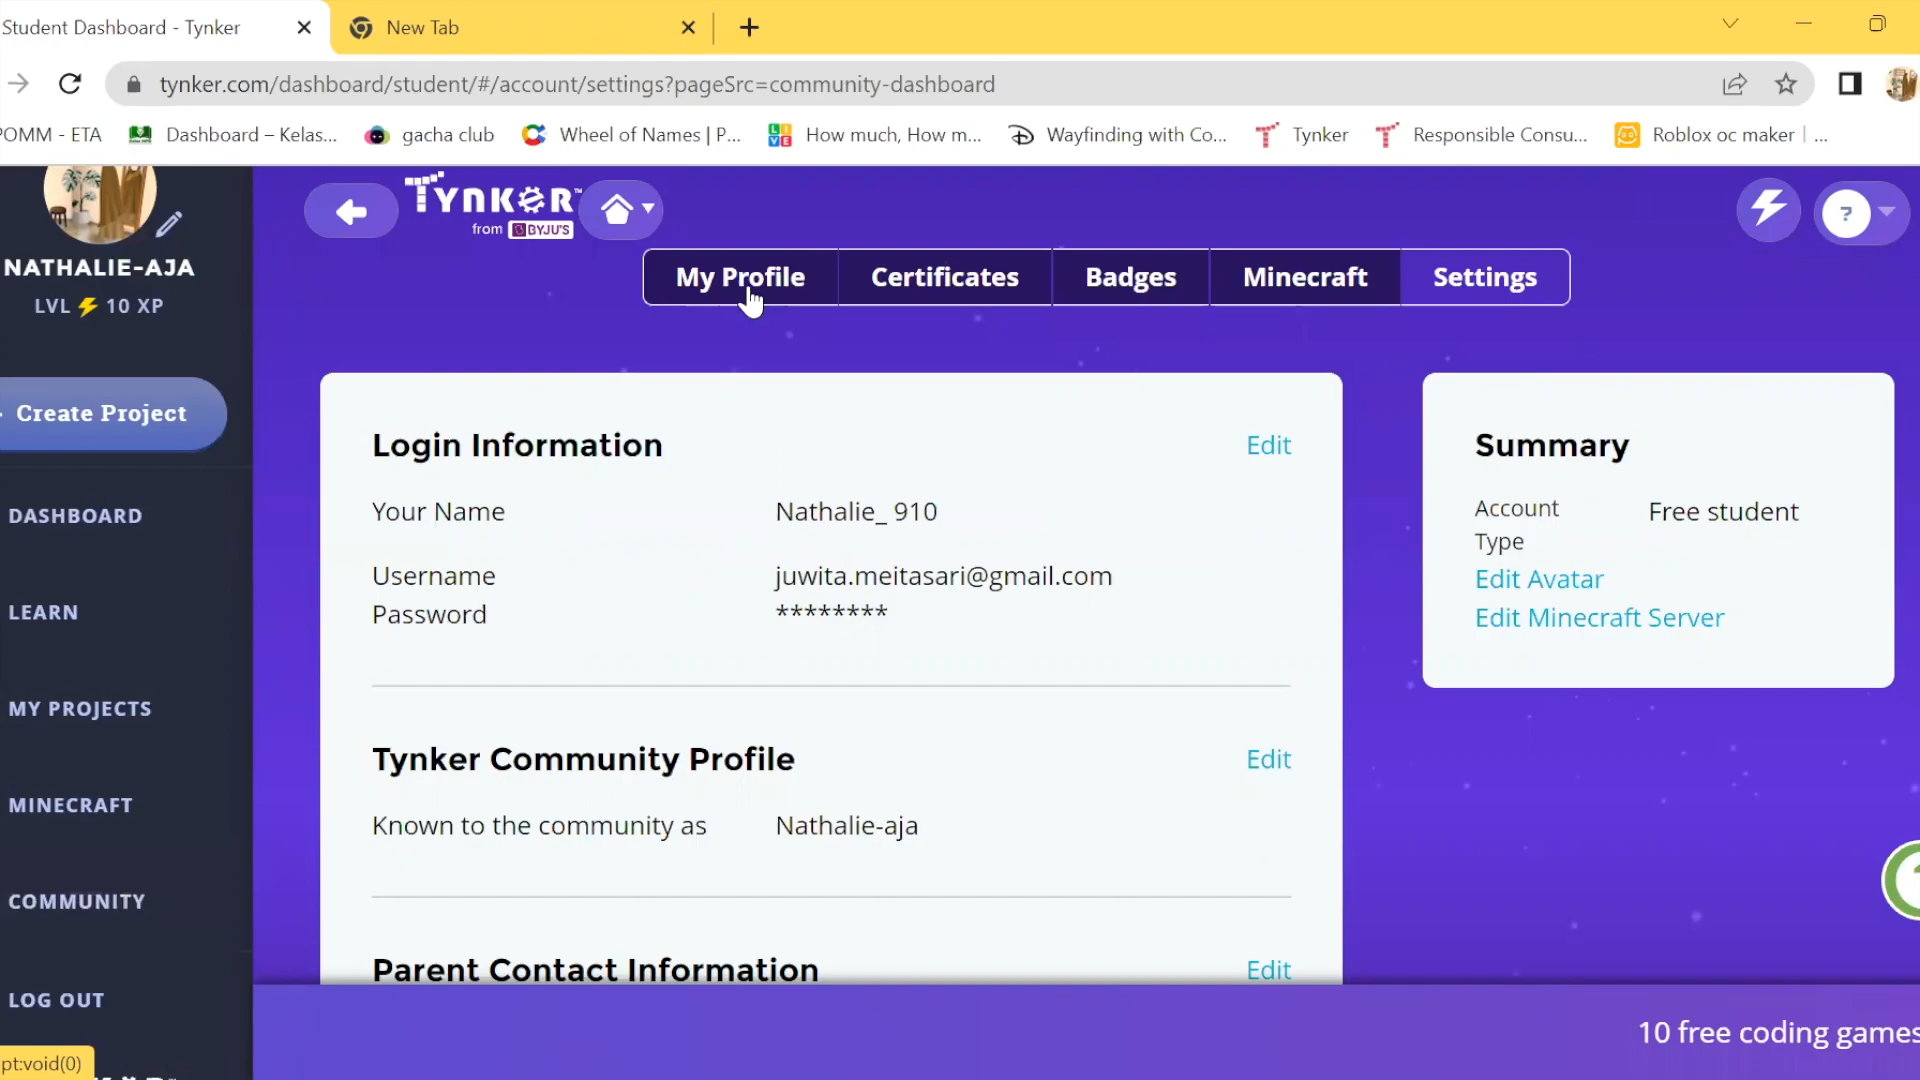 Student Dashboard - Tynker
New Tab
tynker.com/dashboard/student/#/account/settings?pageSrc=community-dashboard
POMM - ETA
Dashboard – Kelas...
gacha club
Wheel of Names | P...
How much, How m...
Wayfinding with Co...
Tynker
Responsible Consu...
Roblox oc maker | ...
NATHALIE-AJA
LVL 10 XP
Create Project
DASHBOARD
LEARN
MY PROJECTS
MINECRAFT
COMMUNITY
LOG OUT
pt:void(0)
TYNKER™
from BYJU'S
?
My Profile
Certificates
Badges
Minecraft
Settings
Login Information
Edit
Your Name
Nathalie_ 910
Username
juwita.meitasari@gmail.com
Password
********
Tynker Community Profile
Edit
Known to the community as
Nathalie-aja
Parent Contact Information
Edit
Summary
Account Type
Free student
Edit Avatar
Edit Minecraft Server
10 free coding games